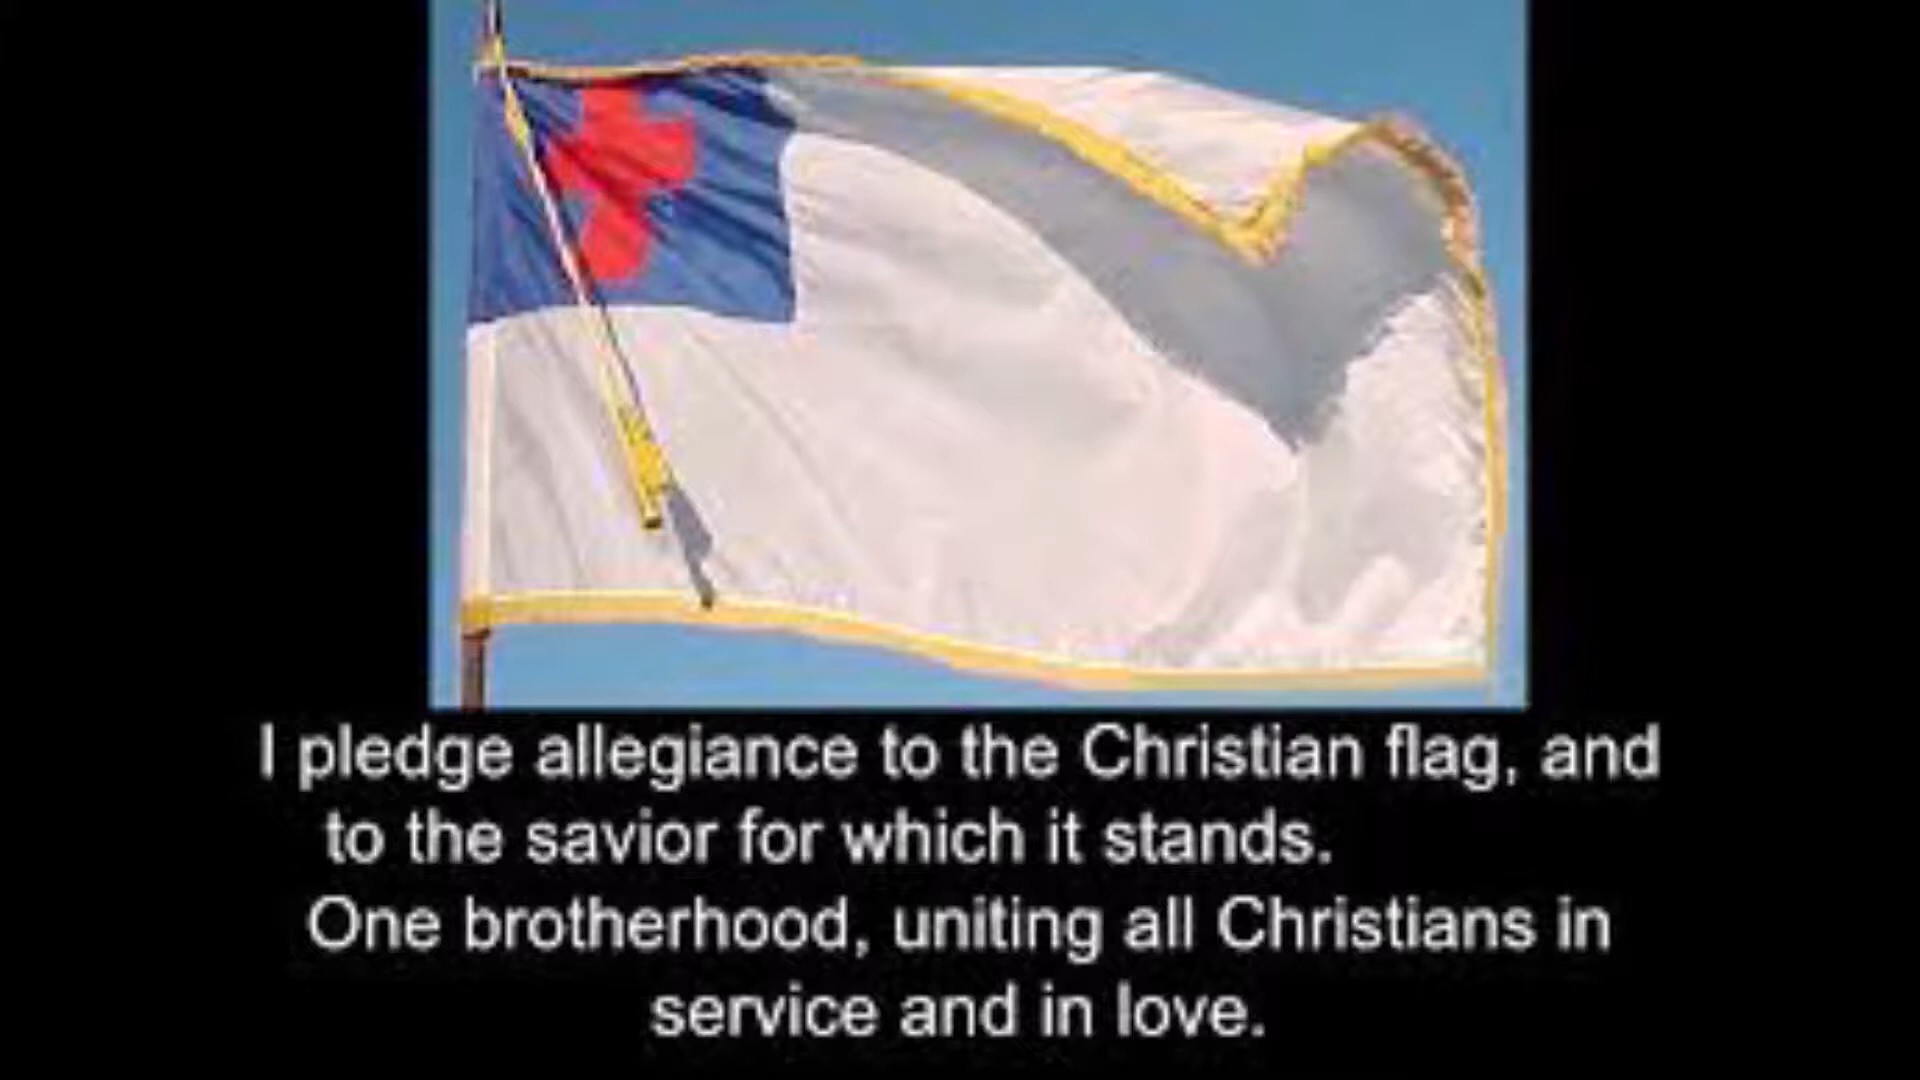 I pledge allegiance to the Christian flag, and
to the savior for which it stands.
One brotherhood, uniting all Christians in
service and in love.